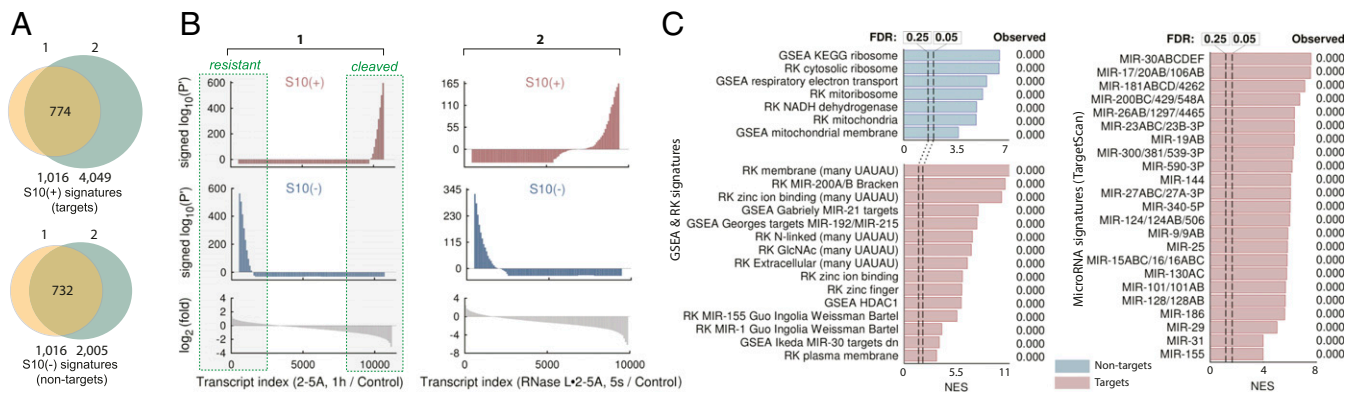 A
1 2
774
1,016 4,049
S10(+) signatures
(targets)
1 2
732
1,016 2,005
S10(-) signatures
(non-targets)
B
1
resistant
cleaved
S10(+)
signed log10(P*)
600
400
200
0
S10(-)
signed log10(P*)
600
400
200
0
log2 (fold)
4
2
0
-2
-4
0 5000 10000
Transcript index (2-5A, 1h / Control)
2
S10(+)
165
110
55
0
-55
S10(-)
345
230
115
0
4
0
-4
-8
0 5000 10000
Transcript index (RNase L•2-5A, 5s / Control)
C
GSEA & RK signatures
FDR: 0.25 0.05 Observed
GSEA KEGG ribosome 0.000
RK cytosolic ribosome 0.000
GSEA respiratory electron transport 0.000
RK mitoribosome 0.000
RK NADH dehydrogenase 0.000
RK mitochondria 0.000
GSEA mitochondrial membrane 0.000
0 3.5 7
RK membrane (many UAUAU) 0.000
RK MIR-200A/B Bracken 0.000
RK zinc ion binding (many UAUAU) 0.000
GSEA Gabriely MIR-21 targets 0.000
GSEA Georges targets MIR-192/MIR-215 0.000
RK N-linked (many UAUAU) 0.000
RK GlcNAc (many UAUAU) 0.000
RK Extracellular (many UAUAU) 0.000
RK zinc ion binding 0.000
RK zinc finger 0.000
GSEA HDAC1 0.000
RK MIR-155 Guo Ingolia Weissman Bartel 0.000
RK MIR-1 Guo Ingolia Weissman Bartel 0.000
GSEA Ikeda MIR-30 targets dn 0.000
RK plasma membrane 0.000
0 5.5 11
NES
Non-targets
Targets
MicroRNA signatures (TargetScan)
FDR: 0.25 0.05 Observed
MIR-30ABCDEF 0.000
MIR-17/20AB/106AB 0.000
MIR-181ABCD/4262 0.000
MIR-200BC/429/548A 0.000
MIR-26AB/1297/4465 0.000
MIR-23ABC/23B-3P 0.000
MIR-19AB 0.000
MIR-300/381/539-3P 0.000
MIR-590-3P 0.000
MIR-144 0.000
MIR-27ABC/27A-3P 0.000
MIR-340-5P 0.000
MIR-124/124AB/506 0.000
MIR-9/9AB 0.000
MIR-25 0.000
MIR-15ABC/16/16ABC 0.000
MIR-130AC 0.000
MIR-101/101AB 0.000
MIR-128/128AB 0.000
MIR-186 0.000
MIR-29 0.000
MIR-31 0.000
MIR-155 0.000
0 4 8
NES